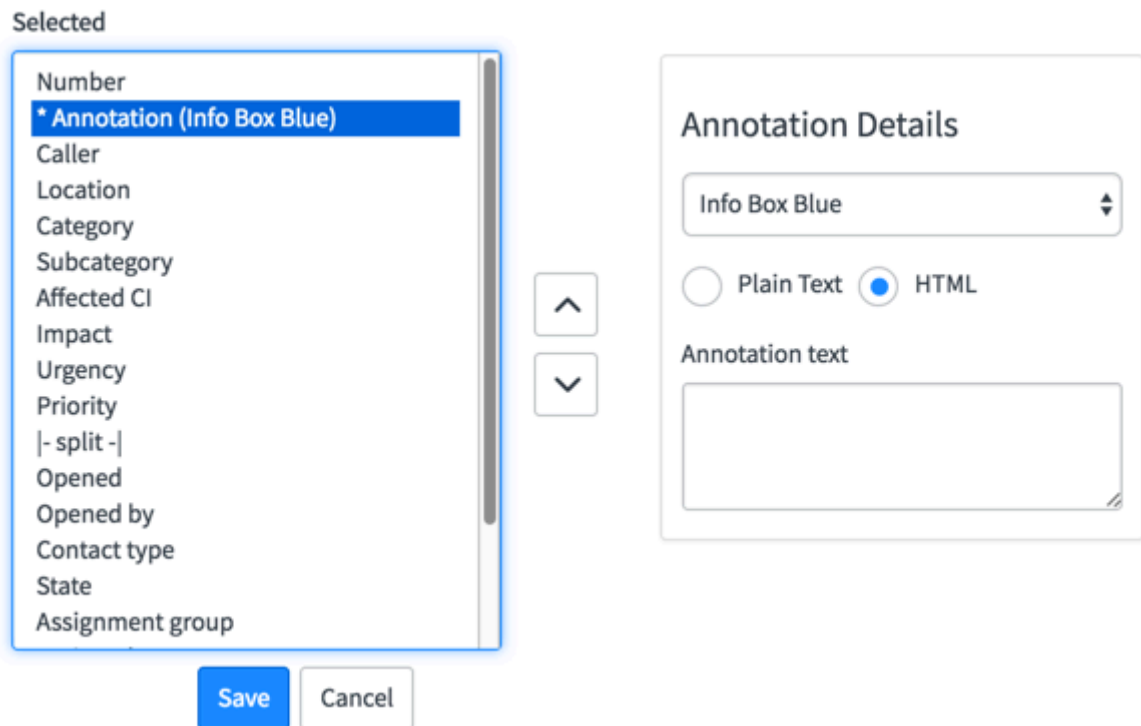 Selected
Number
* Annotation (Info Box Blue)
Caller
Location
Category
Subcategory
Affected CI
Impact
Urgency
Priority
|- split -|
Opened
Opened by
Contact type
State
Assignment group
Save
Cancel
Annotation Details
Info Box Blue
Plain Text
HTML
Annotation text